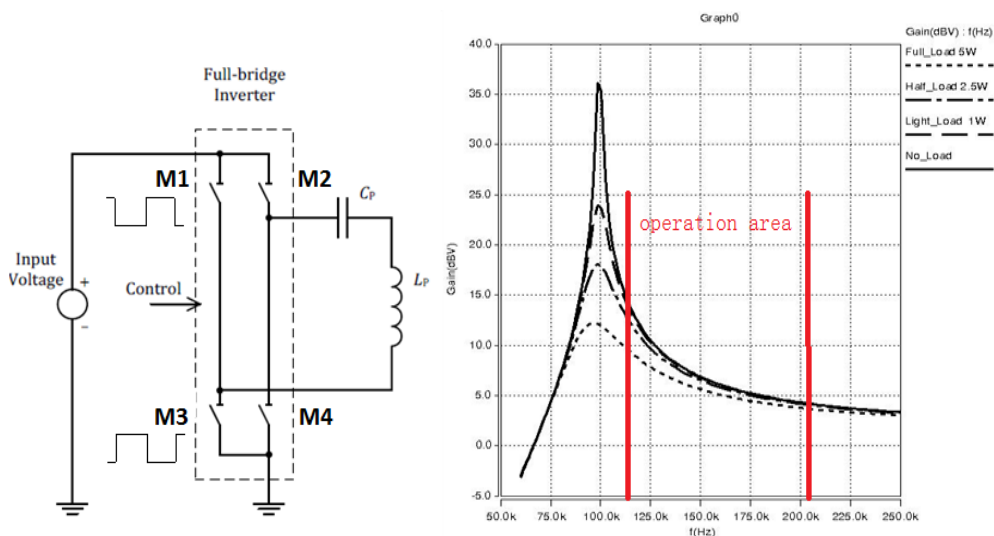 Full-bridge
Inverter
M1
M2
C_P
Input
Voltage
+
-
Control
L_P
M3
M4
Graph0
Gain(dBV) : f(Hz)
Full_Load 5W
Half_Load 2.5W
Light_Load 1W
No_Load
operation area
Gain(dBV)
40.0
35.0
30.0
25.0
20.0
15.0
10.0
5.0
0.0
-5.0
50.0k 75.0k 100.0k 125.0k 150.0k 175.0k 200.0k 225.0k 250.0k
f(Hz)